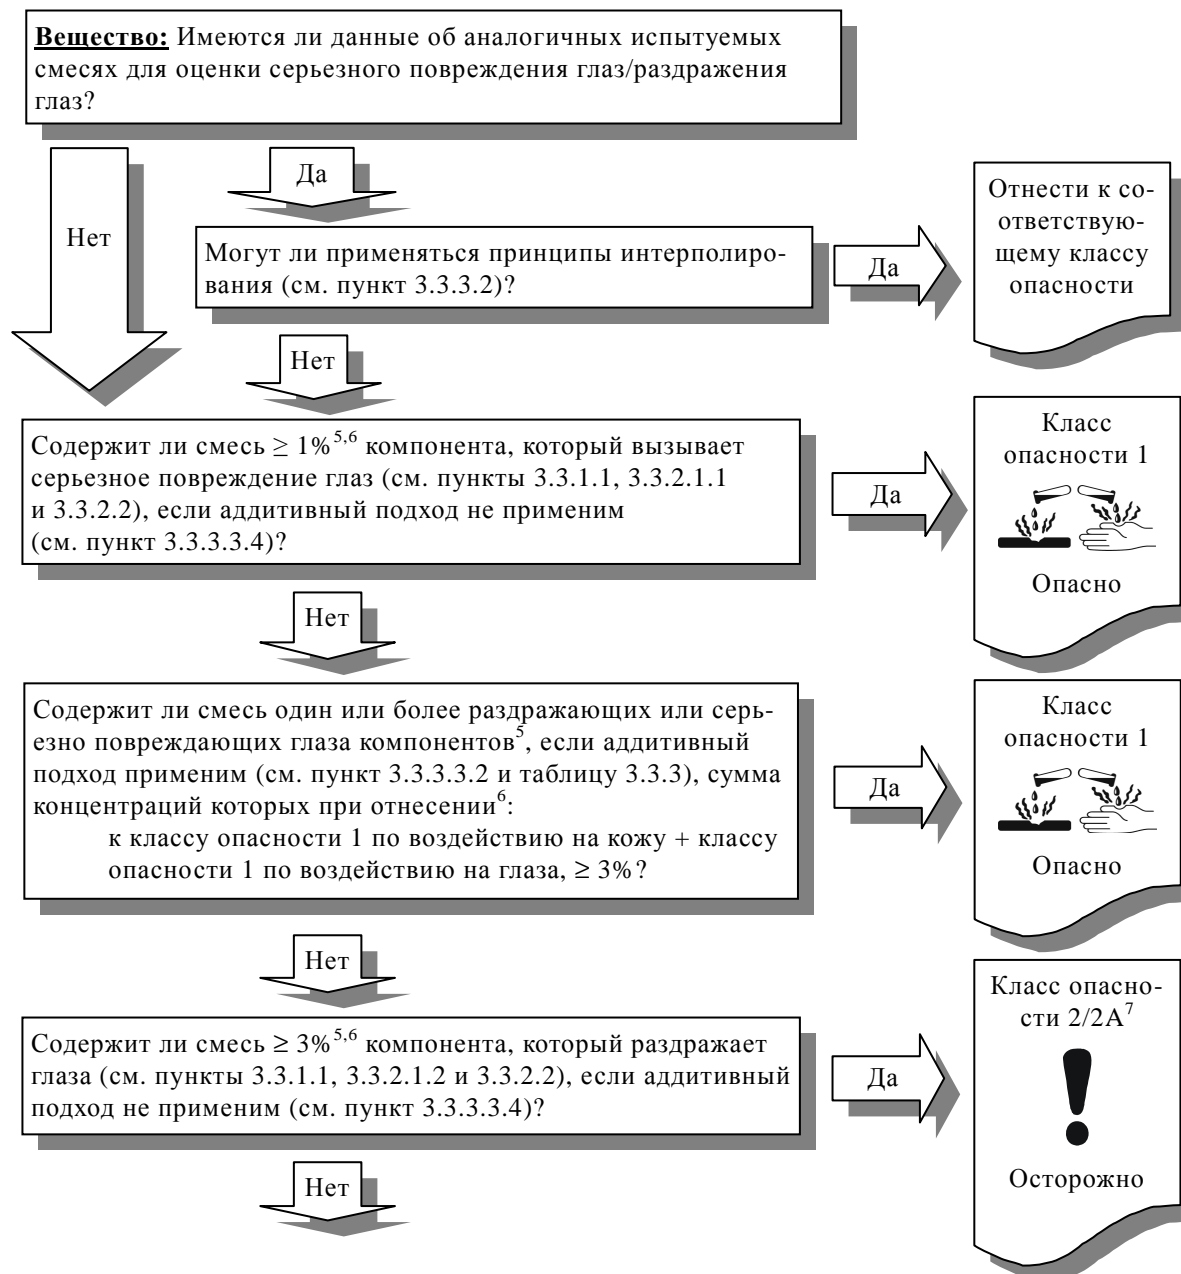 Вещество: Имеются ли данные об аналогичных испытуемых
смесях для оценки серьезного повреждения глаз/раздражения
глаз?
Нет
Да
Могут ли применяться принципы интерполиро-
вания (см. пункт 3.3.3.2)?
Да
Отнести к со-
ответствую-
щему классу
опасности
Нет
Содержит ли смесь ≥ 1%5,6 компонента, который вызывает
серьезное повреждение глаз (см. пункты 3.3.1.1, 3.3.2.1.1
и 3.3.2.2), если аддитивный подход не применим
(см. пункт 3.3.3.3.4)?
Да
Класс
опасности 1
Опасно
Нет
Содержит ли смесь один или более раздражающих или серь-
езно повреждающих глаза компонентов5, если аддитивный
подход применим (см. пункт 3.3.3.3.2 и таблицу 3.3.3), сумма
концентраций которых при отнесении6:
к классу опасности 1 по воздействию на кожу + классу
опасности 1 по воздействию на глаза, ≥ 3%?
Да
Класс
опасности 1
Опасно
Нет
Содержит ли смесь ≥ 3%5,6 компонента, который раздражает
глаза (см. пункты 3.3.1.1, 3.3.2.1.2 и 3.3.2.2), если аддитивный
подход не применим (см. пункт 3.3.3.3.4)?
Да
Класс опасно-
сти 2/2А7
Осторожно
Нет